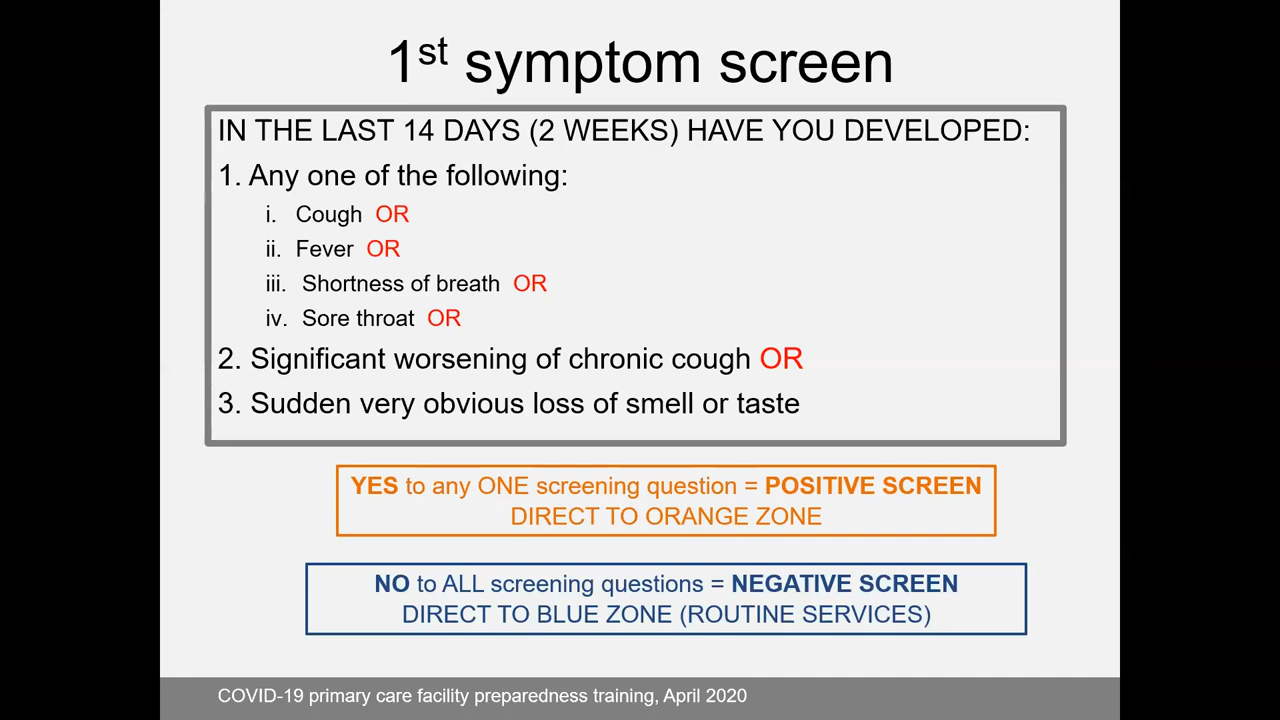 1st symptom screen
IN THE LAST 14 DAYS (2 WEEKS) HAVE YOU DEVELOPED:
1. Any one of the following:
i. Cough OR
ii. Fever OR
iii. Shortness of breath OR
iv. Sore throat OR
2. Significant worsening of chronic cough OR
3. Sudden very obvious loss of smell or taste
YES to any ONE screening question = POSITIVE SCREEN
DIRECT TO ORANGE ZONE
NO to ALL screening questions = NEGATIVE SCREEN
DIRECT TO BLUE ZONE (ROUTINE SERVICES)
COVID-19 primary care facility preparedness training, April 2020